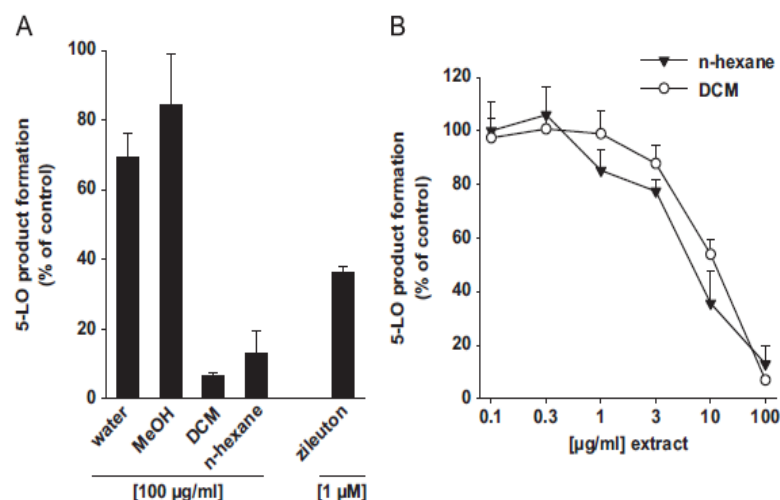 A
5-LO product formation
(% of control)
100
80
60
40
20
0
water
MeOH
DCM
n-hexane
zileuton
[100 µg/ml]
[1 µM]
B
n-hexane
DCM
5-LO product formation
(% of control)
120
100
80
60
40
20
0
0.1 0.3 1 3 10 100
[µg/ml] extract